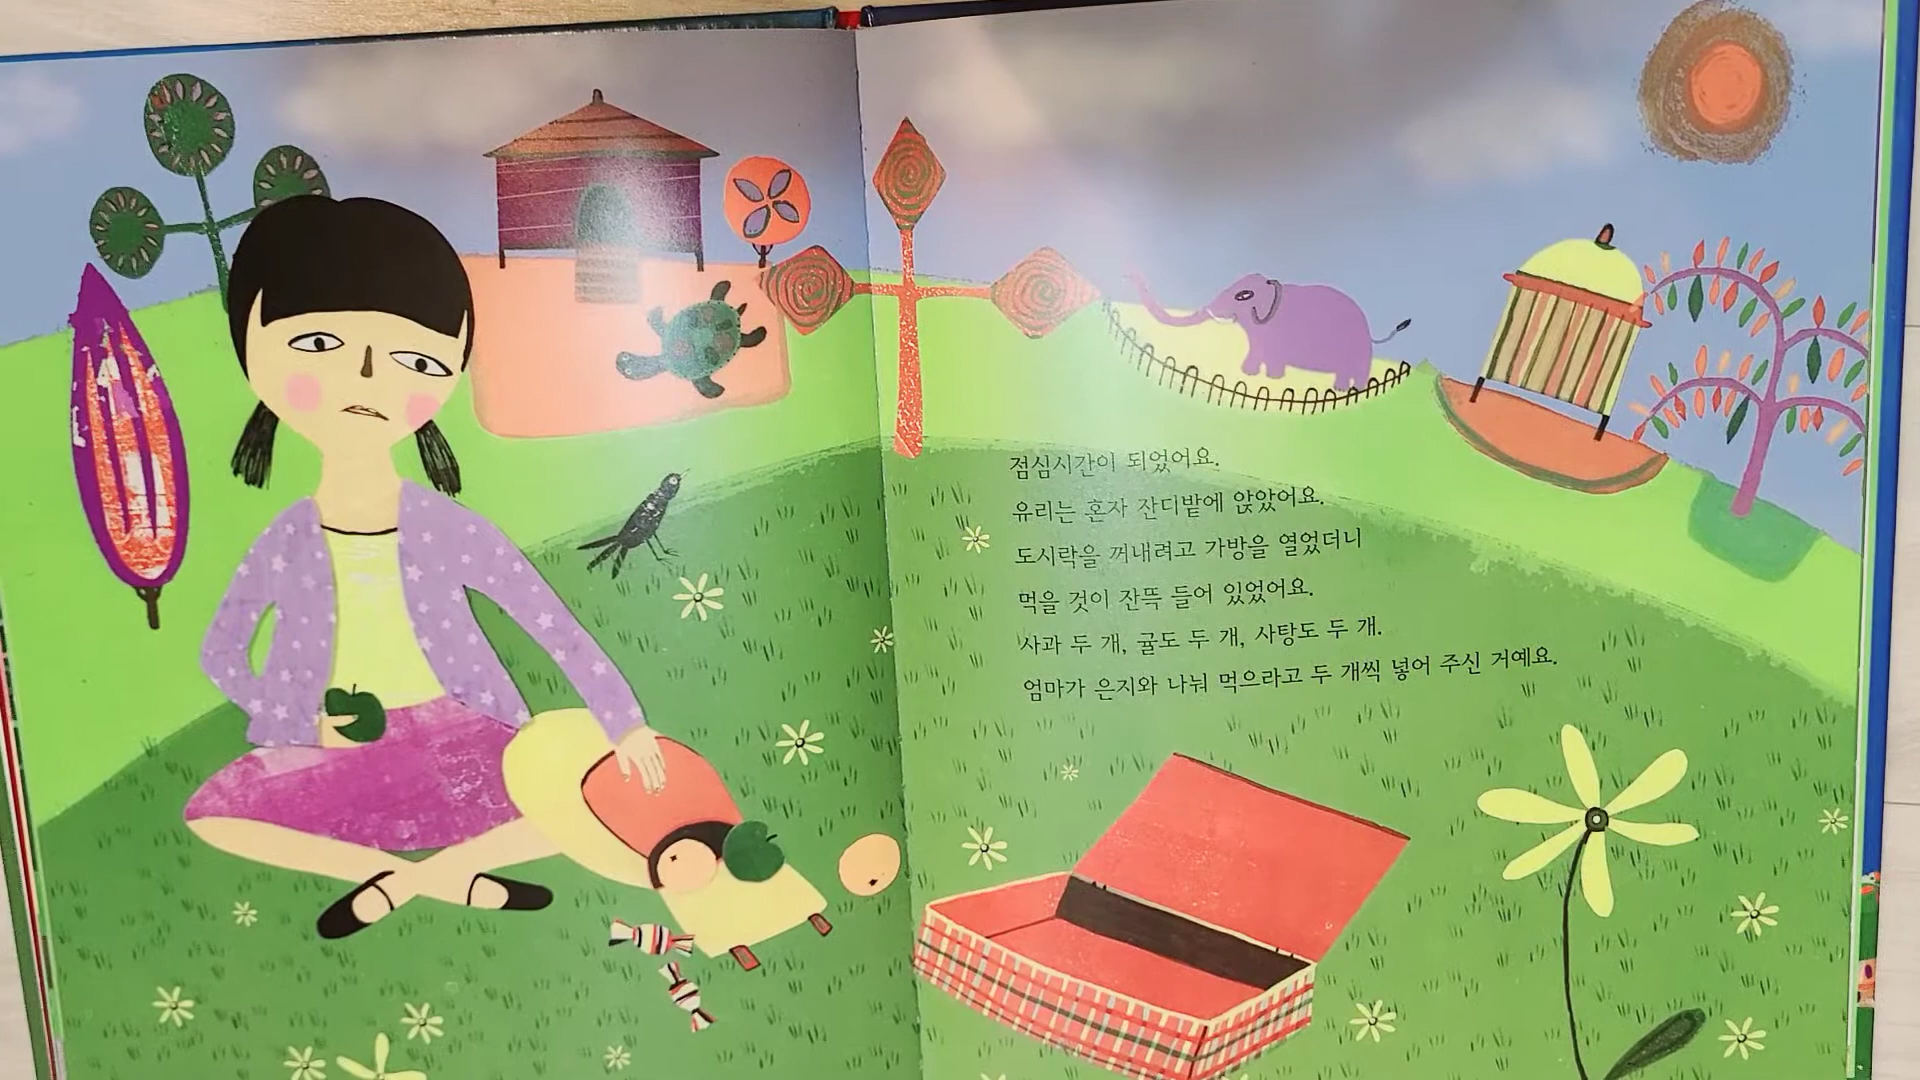 점심시간이 되었어요.
유리는 혼자 잔디밭에 앉았어요.
도시락을 꺼내려고 가방을 열었더니
먹을 것이 잔뜩 들어 있었어요.
사과 두 개, 귤도 두 개, 사탕도 두 개.
엄마가 은지와 나눠 먹으라고 두 개씩 넣어 주신 거예요.